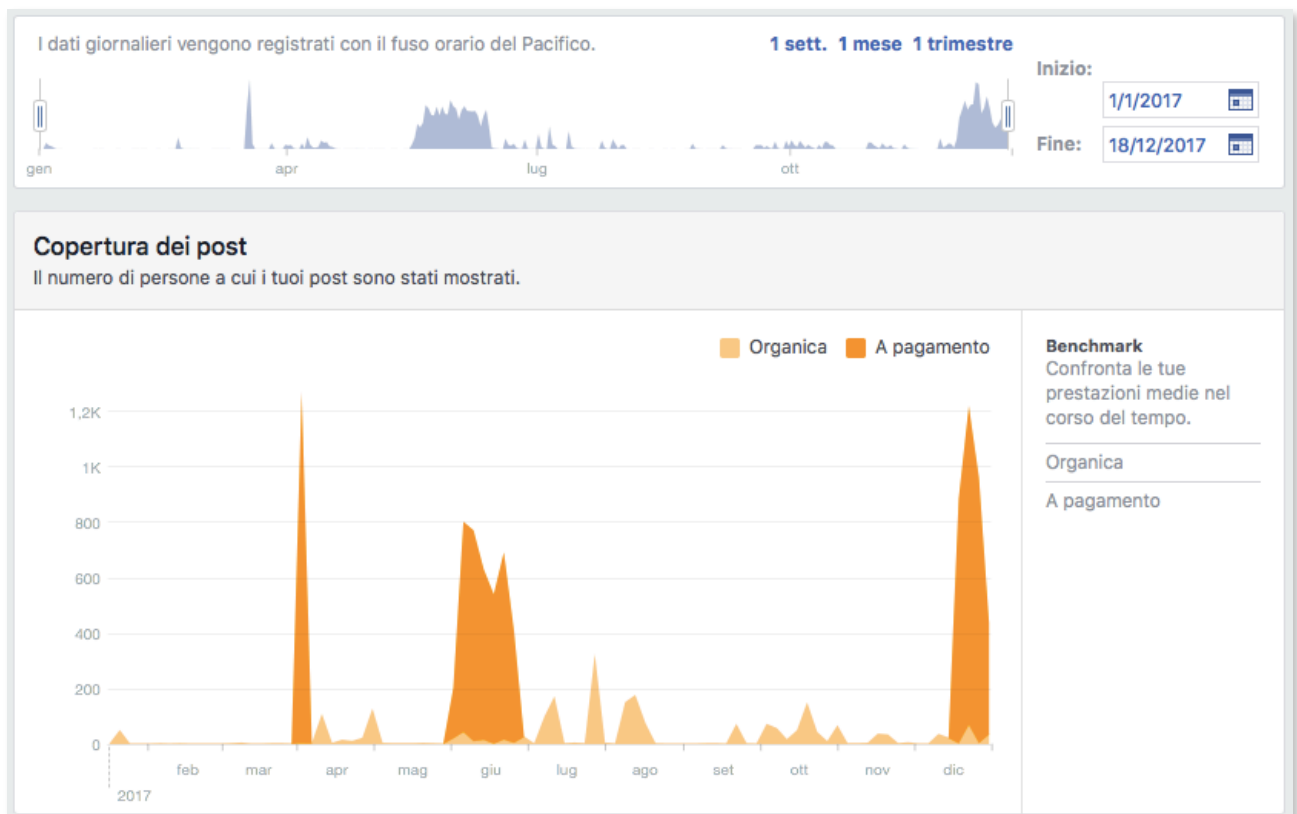 I dati giornalieri vengono registrati con il fuso orario del Pacifico.
1 sett. 1 mese 1 trimestre
Inizio:
1/1/2017
Fine:
18/12/2017
gen apr lug ott
Copertura dei post
Il numero di persone a cui i tuoi post sono stati mostrati.
Organica A pagamento
1,2K
1K
800
600
400
200
0
feb mar apr mag giu lug ago set ott nov dic
2017
Benchmark
Confronta le tue
prestazioni medie nel
corso del tempo.
Organica
A pagamento